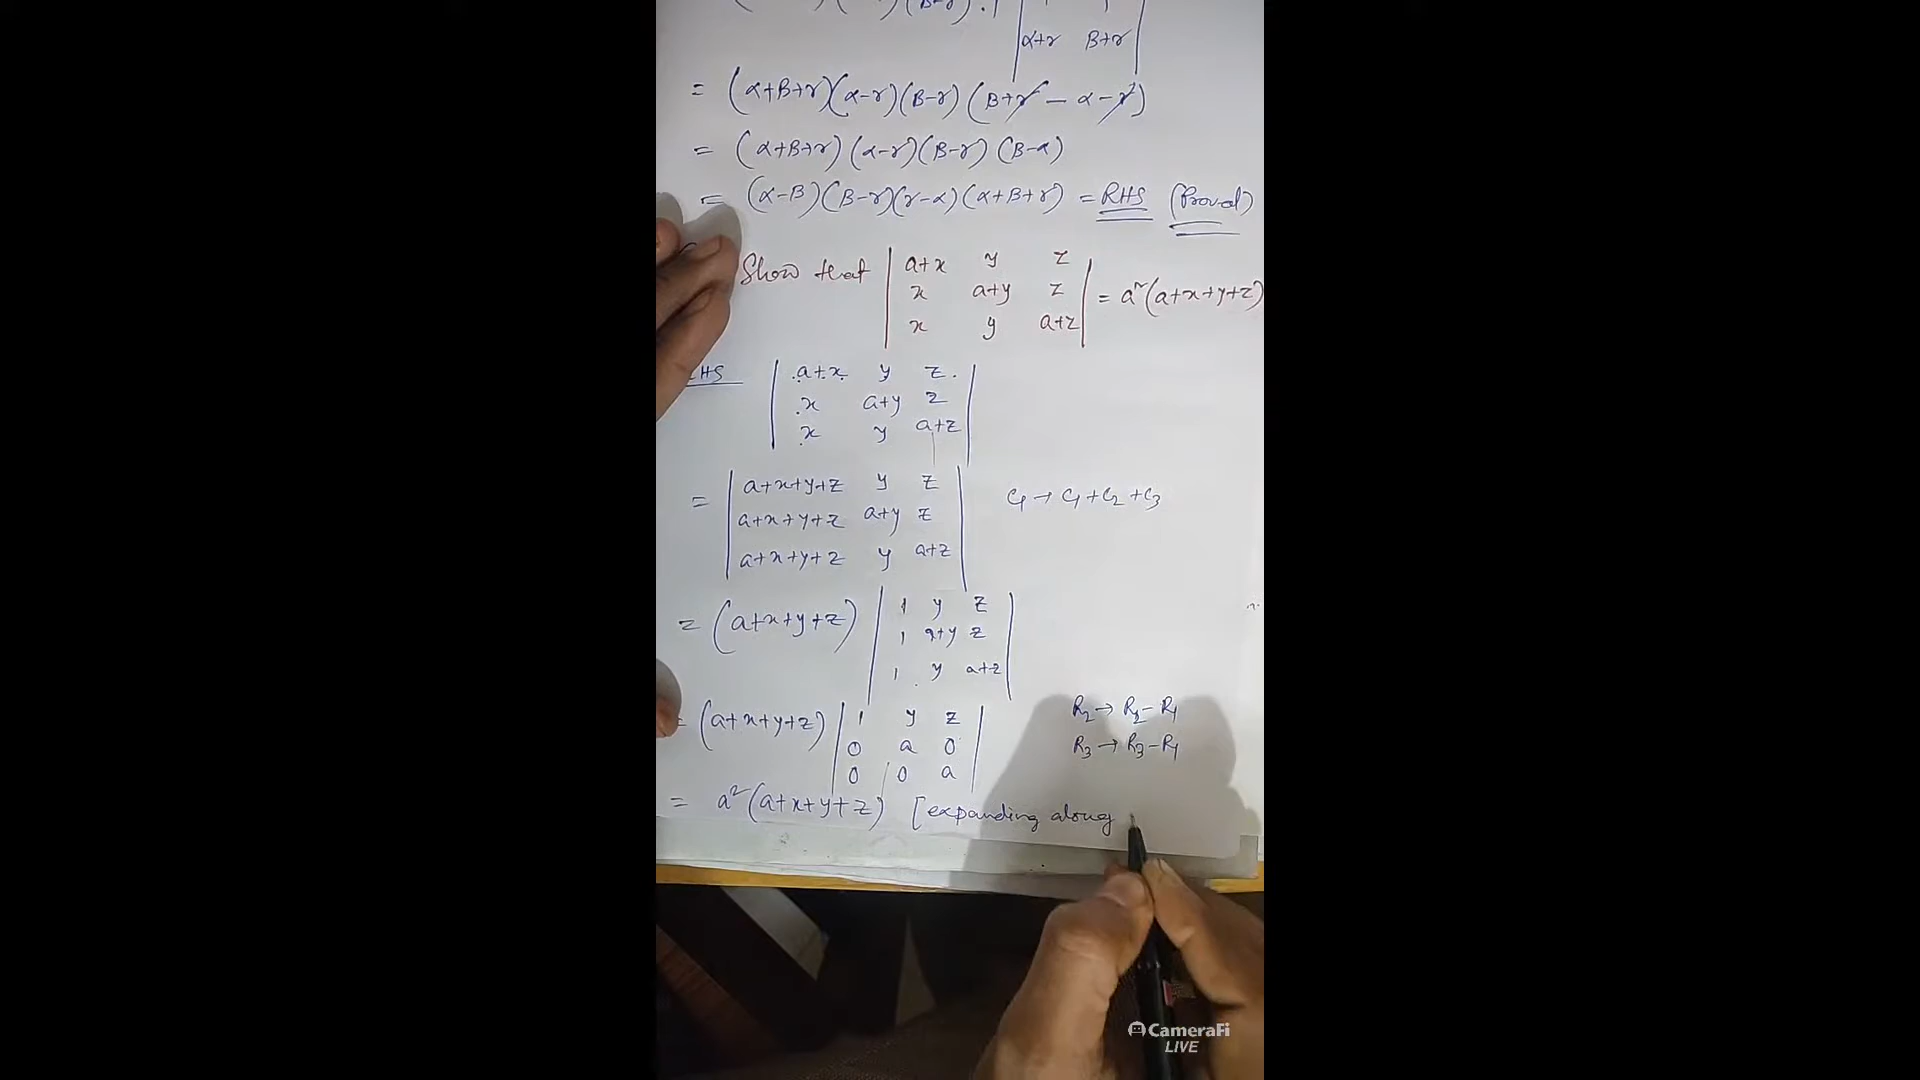 α+γ β+γ
= (α+β+γ)(α-γ)(β-γ)(β+γ - α-γ)
= (α+β+γ)(α-γ)(β-γ)(β-α)
= (α-β)(β-γ)(γ-α)(α+β+γ) = RHS (Proved)
Show that | a+x y z |
| x a+y z | = a²(a+x+y+z)
| x y a+z |
LHS | a+x y z |
| x a+y z |
| x y a+z |
= | a+x+y+z y z | C₁→C₁+C₂+C₃
| a+x+y+z a+y z |
| a+x+y+z y a+z |
= (a+x+y+z) | 1 y z |
| 1 a+y z |
| 1 y a+z |
= (a+x+y+z) | 1 y z | R₂→R₂-R₁
| 0 a 0 | R₃→R₃-R₁
| 0 0 a |
= a²(a+x+y+z) [expanding along
CameraFi
LIVE